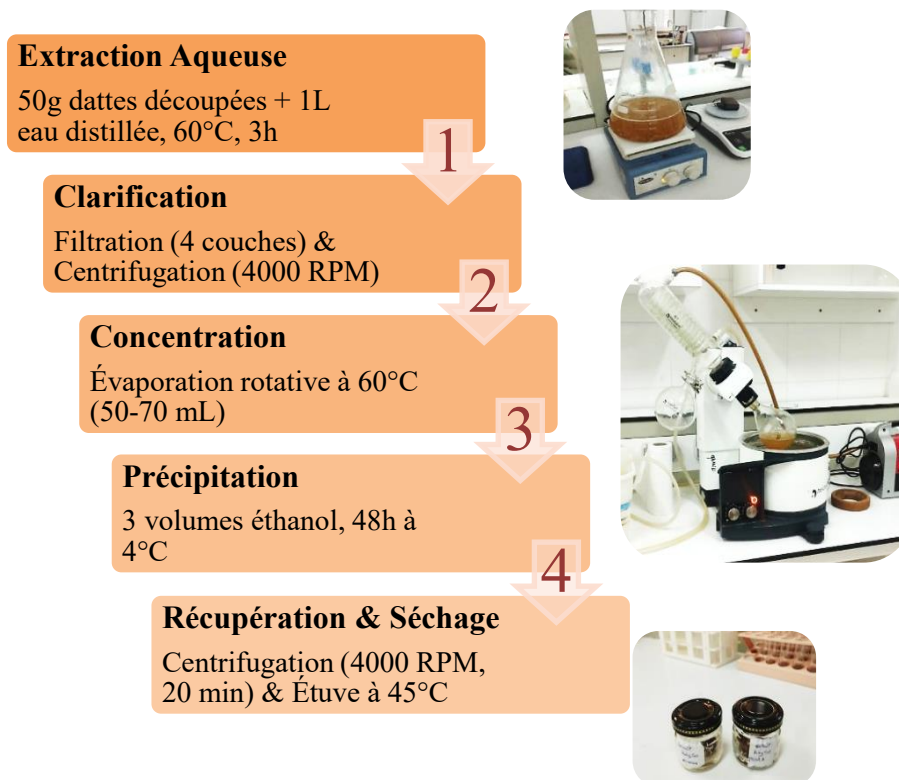 Extraction Aqueuse
50g dattes découpées + 1L
eau distillée, 60°C, 3h
1
Clarification
Filtration (4 couches) &
Centrifugation (4000 RPM)
2
Concentration
Évaporation rotative à 60°C
(50-70 mL)
3
Précipitation
3 volumes éthanol, 48h à
4°C
4
Récupération & Séchage
Centrifugation (4000 RPM,
20 min) & Étuve à 45°C